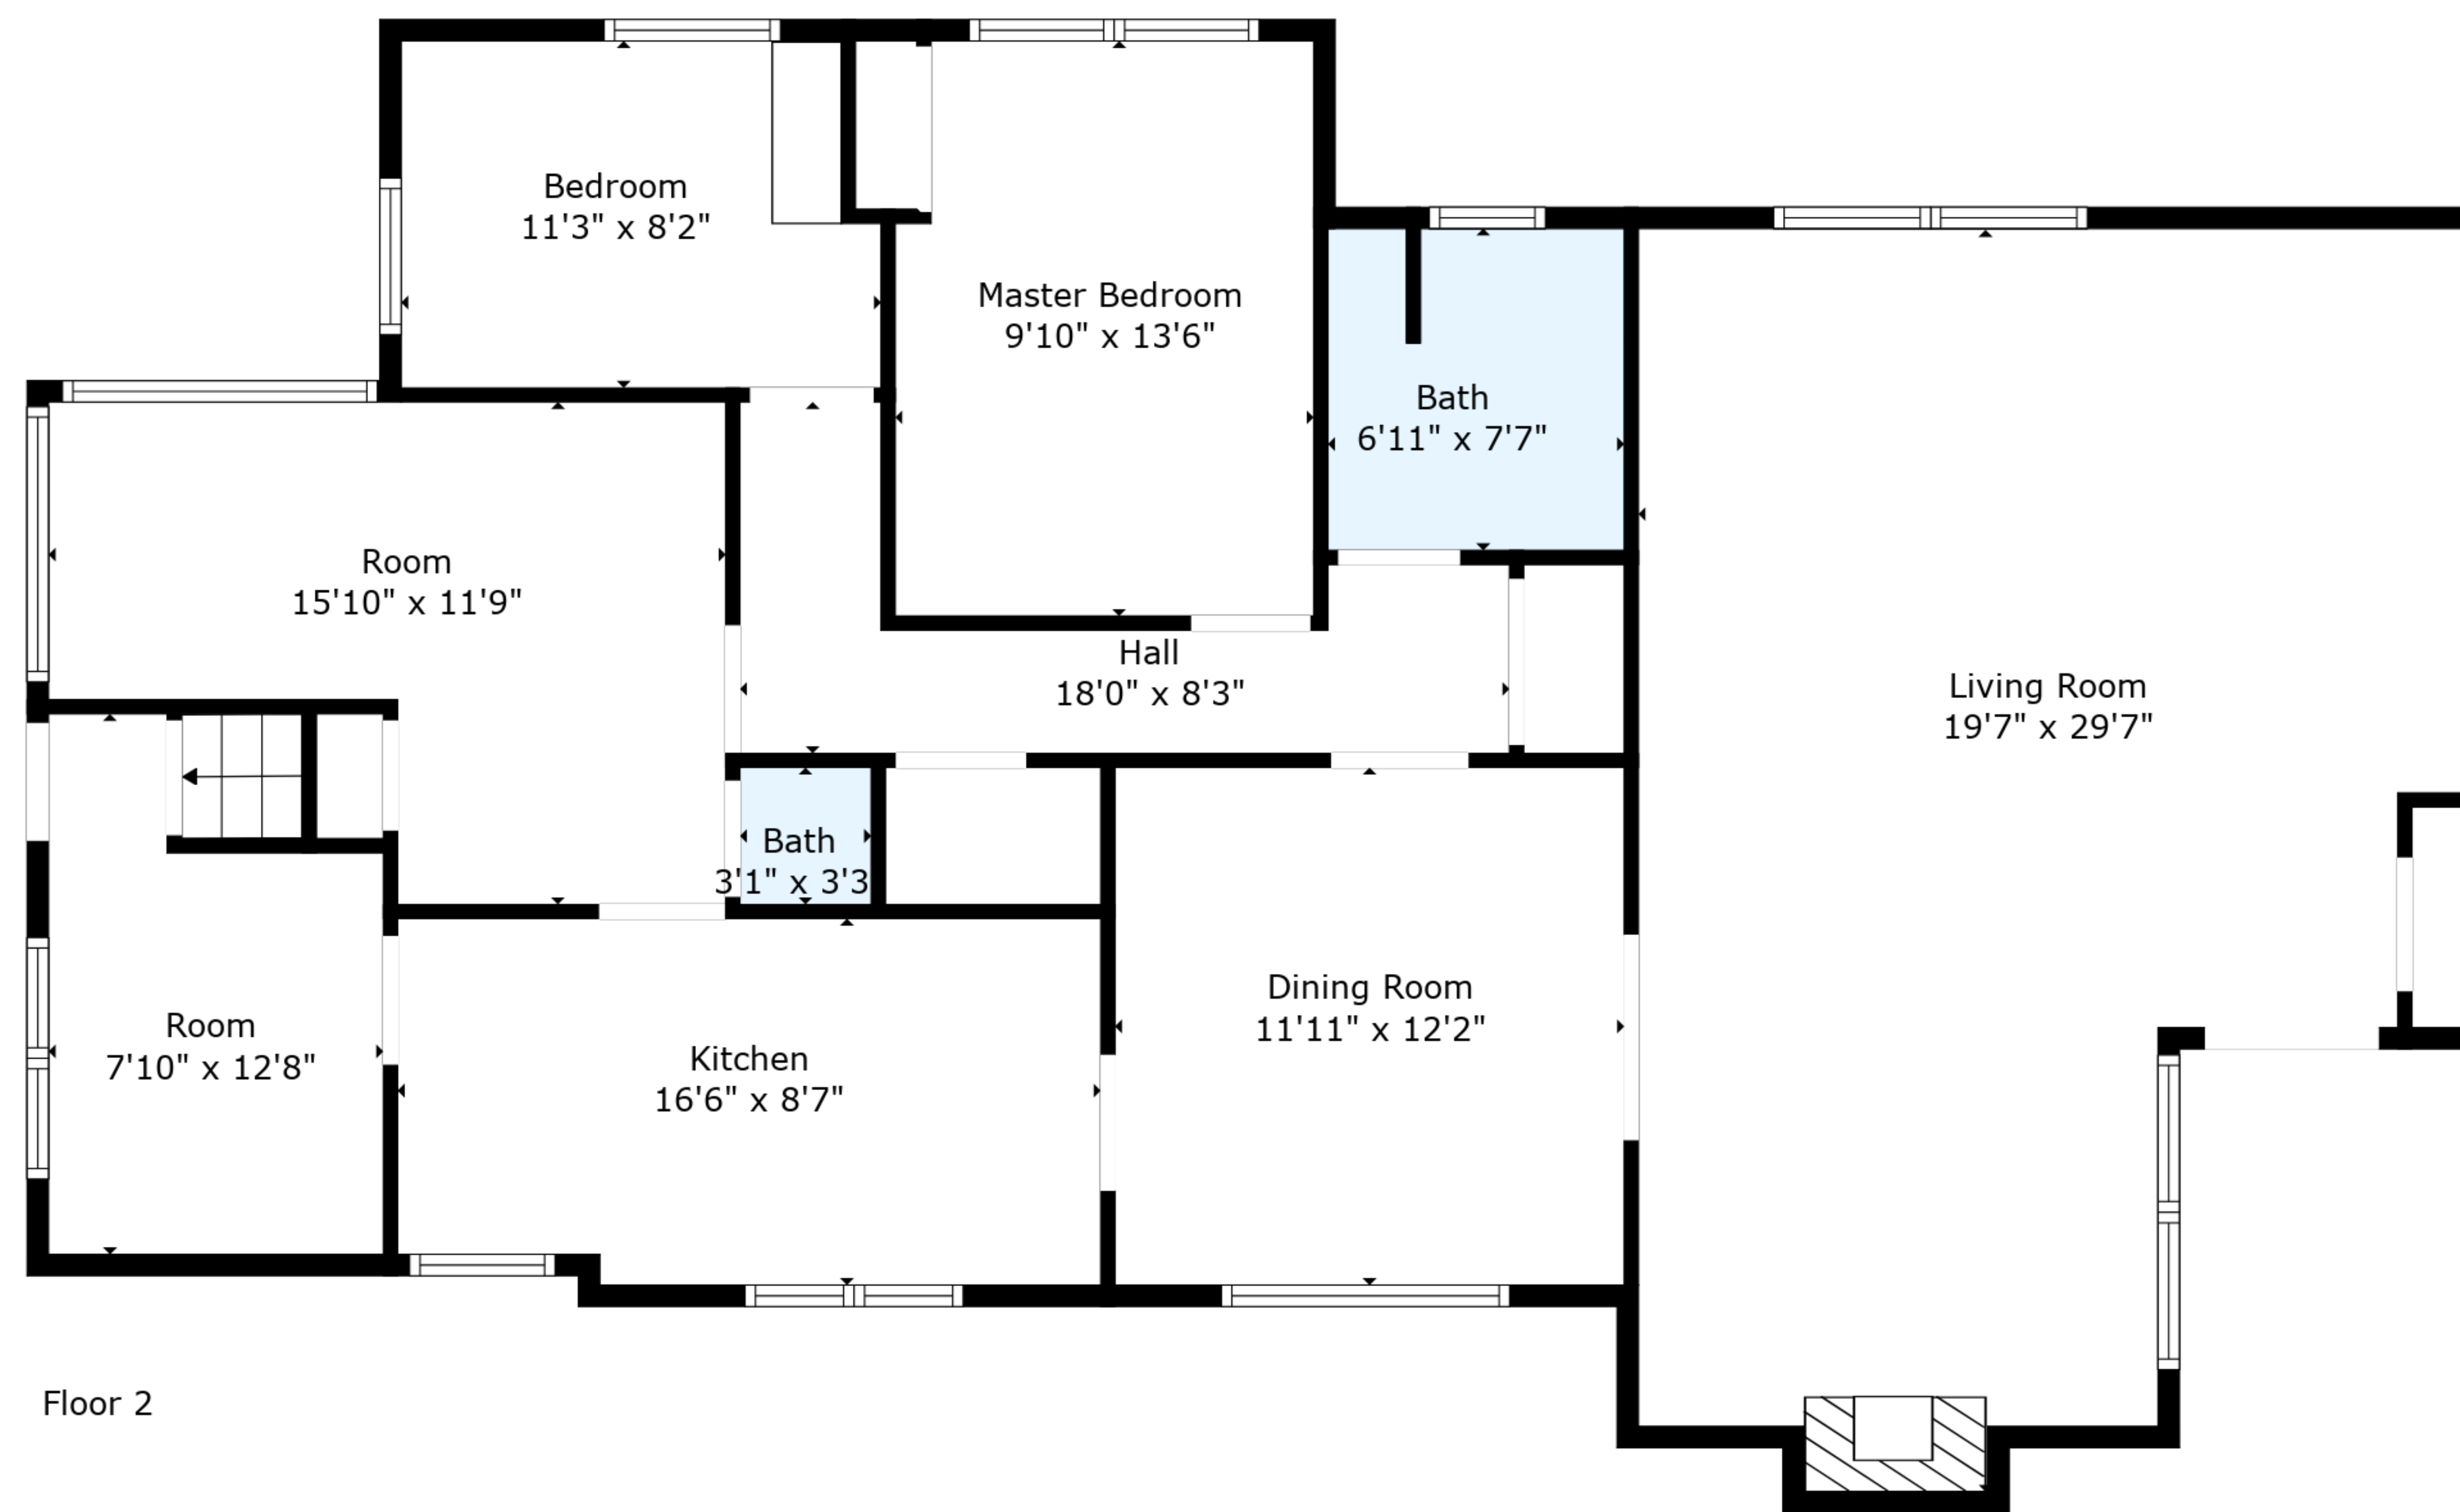 Bedroom
11'3" x 8'2"
Master Bedroom
9'10" x 13'6"
Bath
6'11" x 7'7"
Room
15'10" x 11'9"
Hall
18'0" x 8'3"
Living Room
19'7" x 29'7"
Bath
3'1" x 3'3
Dining Room
11'11" x 12'2"
Room
7'10" x 12'8"
Kitchen
16'6" x 8'7"
Floor 2